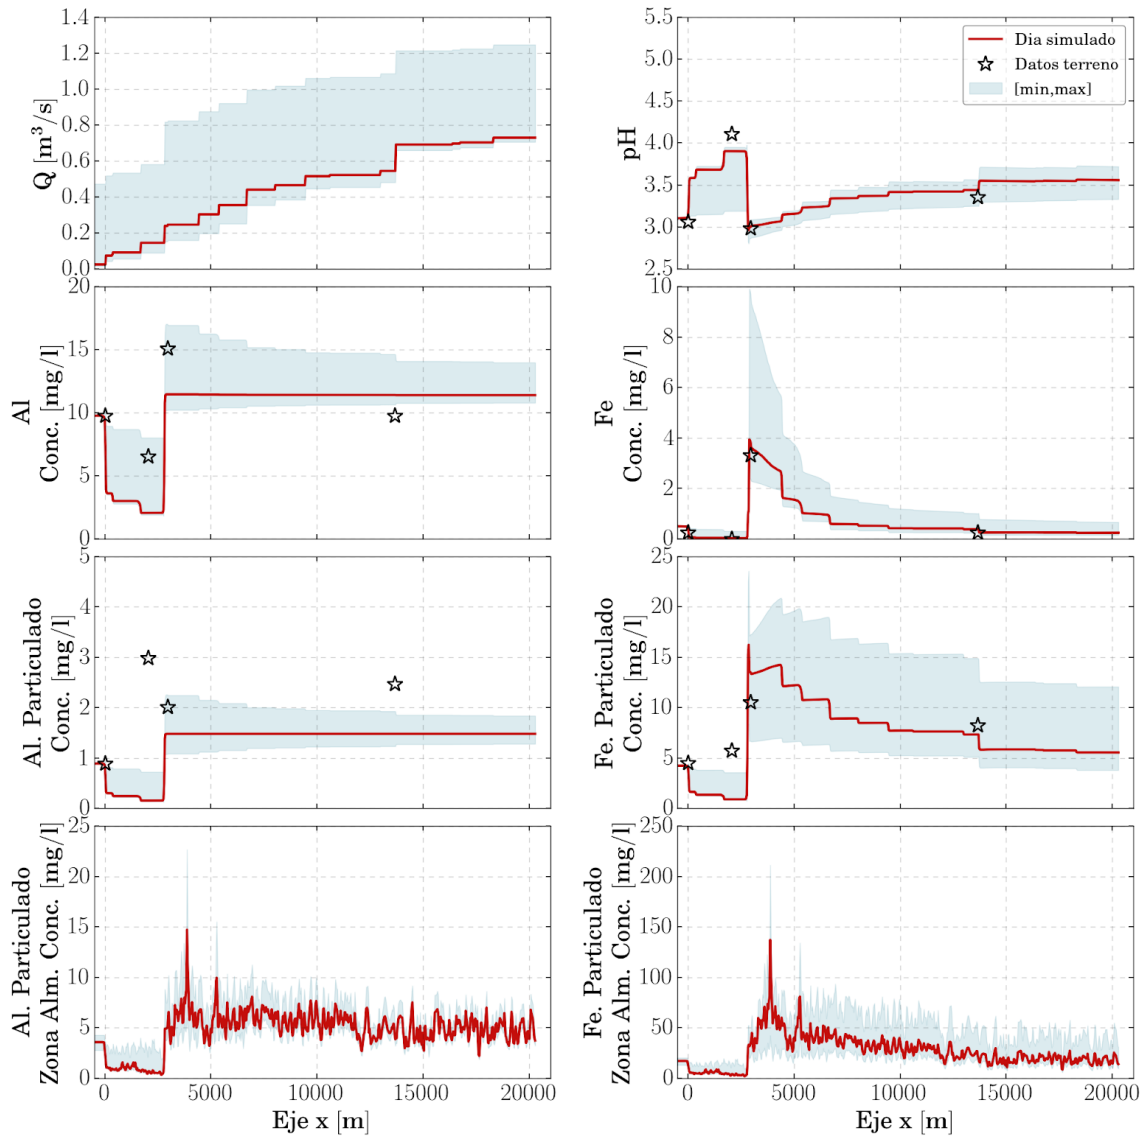 1.4
1.2
1.0
0.8
0.6
0.4
0.2
0.0
Q [m³/s]
5.5
5.0
4.5
4.0
3.5
3.0
2.5
pH
Dia simulado
Datos terreno
[min,max]
20
15
10
5
0
Al
Conc. [mg/l]
10
8
6
4
2
0
Fe
Conc. [mg/l]
5
4
3
2
1
0
Al. Particulado
Conc. [mg/l]
25
20
15
10
5
0
Fe. Particulado
Conc. [mg/l]
25
20
15
10
5
0
Al. Particulado
Zona Alm. Conc. [mg/l]
0 5000 10000 15000 20000
Eje x [m]
250
200
150
100
50
0
Fe. Particulado
Zona Alm. Conc. [mg/l]
0 5000 10000 15000 20000
Eje x [m]